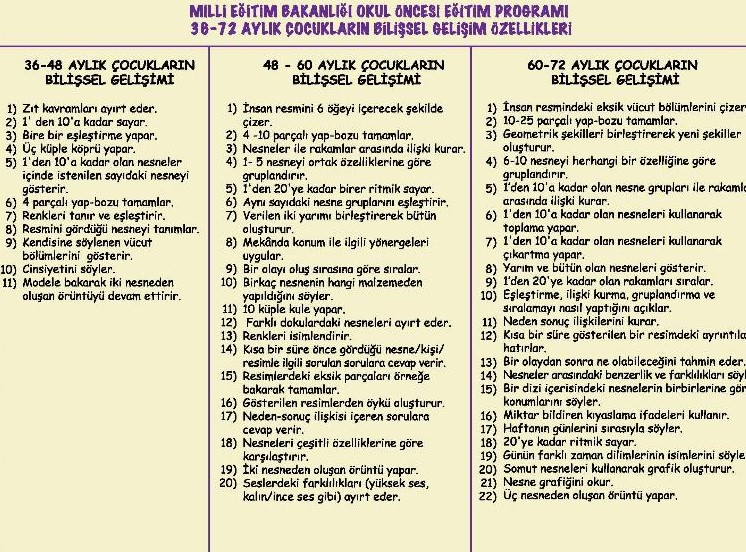 MİLLİ EĞİTİM BAKANLIĞI OKUL ÖNCESİ EĞİTİM PROGRAMI
36-72 AYLIK ÇOCUKLARIN BİLİŞSEL GELİŞİM ÖZELLİKLERİ
36-48 AYLIK ÇOCUKLARIN
BİLİŞSEL GELİŞİMİ
1) Zıt kavramları ayırt eder.
2) 1' den 10'a kadar sayar.
3) Bire bir eşleştirme yapar.
4) Üç küple köprü yapar.
5) 1'den 10'a kadar olan nesneler
içinde istenilen sayıdaki nesneyi
gösterir.
6) 4 parçalı yap-bozu tamamlar.
7) Renkleri tanır ve eşleştirir.
8) Resmini gördüğü nesneyi tanımlar.
9) Kendisine söylenen vücut
bölümlerini gösterir.
10) Cinsiyetini söyler.
11) Modele bakarak iki nesneden
oluşan örüntüyü devam ettirir.
48 - 60 AYLIK ÇOCUKLARIN
BİLİŞSEL GELİŞİMİ
1) İnsan resmini 6 öğeyi içerecek şekilde
çizer.
2) 4 -10 parçalı yap-bozu tamamlar.
3) Nesneler ile rakamlar arasında ilişki kurar.
4) 1- 5 nesneyi ortak özelliklerine göre
gruplandırır.
5) 1'den 20'ye kadar birer ritmik sayar.
6) Aynı sayıdaki nesne gruplarını eşleştirir.
7) Verilen iki yarımı birleştirerek bütün
oluşturur.
8) Mekânda konum ile ilgili yönergeleri
uygular.
9) Bir olayı oluş sırasına göre sıralar.
10) Birkaç nesnenin hangi malzemeden
yapıldığını söyler.
11) 10 küple kule yapar.
12) Farklı dokulardaki nesneleri ayırt eder.
13) Renkleri isimlendirir.
14) Kısa bir süre önce gördüğü nesne/kişi/
resimle ilgili sorulan sorulara cevap verir.
15) Resimlerdeki eksik parçaları örneğe
bakarak tamamlar.
16) Gösterilen resimlerden öykü oluşturur.
17) Neden-sonuç ilişkisi içeren sorulara
cevap verir.
18) Nesneleri çeşitli özelliklerine göre
karşılaştırır.
19) İki nesneden oluşan örüntü yapar.
20) Seslerdeki farklılıkları (yüksek ses,
kalın/ince ses gibi) ayırt eder.
60-72 AYLIK ÇOCUKLARIN
BİLİŞSEL GELİŞİMİ
1) İnsan resmindeki eksik vücut bölümlerini çizer
2) 10-25 parçalı yap-bozu tamamlar.
3) Geometrik şekilleri birleştirerek yeni şekiller
oluşturur.
4) 6-10 nesneyi herhangi bir özelliğine göre
gruplandırır.
5) 1'den 10'a kadar olan nesne grupları ile rakamla
arasında ilişki kurar.
6) 1'den 10'a kadar olan nesneleri kullanarak
toplama yapar.
7) 1'den 10'a kadar olan nesneleri kullanarak
çıkartma yapar.
8) Yarım ve bütün olan nesneleri gösterir.
9) 1'den 20'ye kadar olan rakamları sıralar.
10) Eşleştirme, ilişki kurma, gruplandırma ve
sıralamayı nasıl yaptığını açıklar.
11) Neden sonuç ilişkilerini kurar.
12) Kısa bir süre gösterilen bir resimdeki ayrıntıla
hatırlar.
13) Bir olaydan sonra ne olabileceğini tahmin eder.
14) Nesneler arasındaki benzerlik ve farklılıkları söyl
15) Bir dizi içerisindeki nesnelerin birbirlerine gör
konumlarını söyler.
16) Miktar bildiren kıyaslama ifadeleri kullanır.
17) Haftanın günlerini sırasıyla söyler.
18) 20'ye kadar ritmik sayar.
19) Günün farklı zaman dilimlerinin isimlerini söyle
20) Somut nesneleri kullanarak grafik oluşturur.
21) Nesne grafiğini okur.
22) Üç nesneden oluşan örüntü yapar.